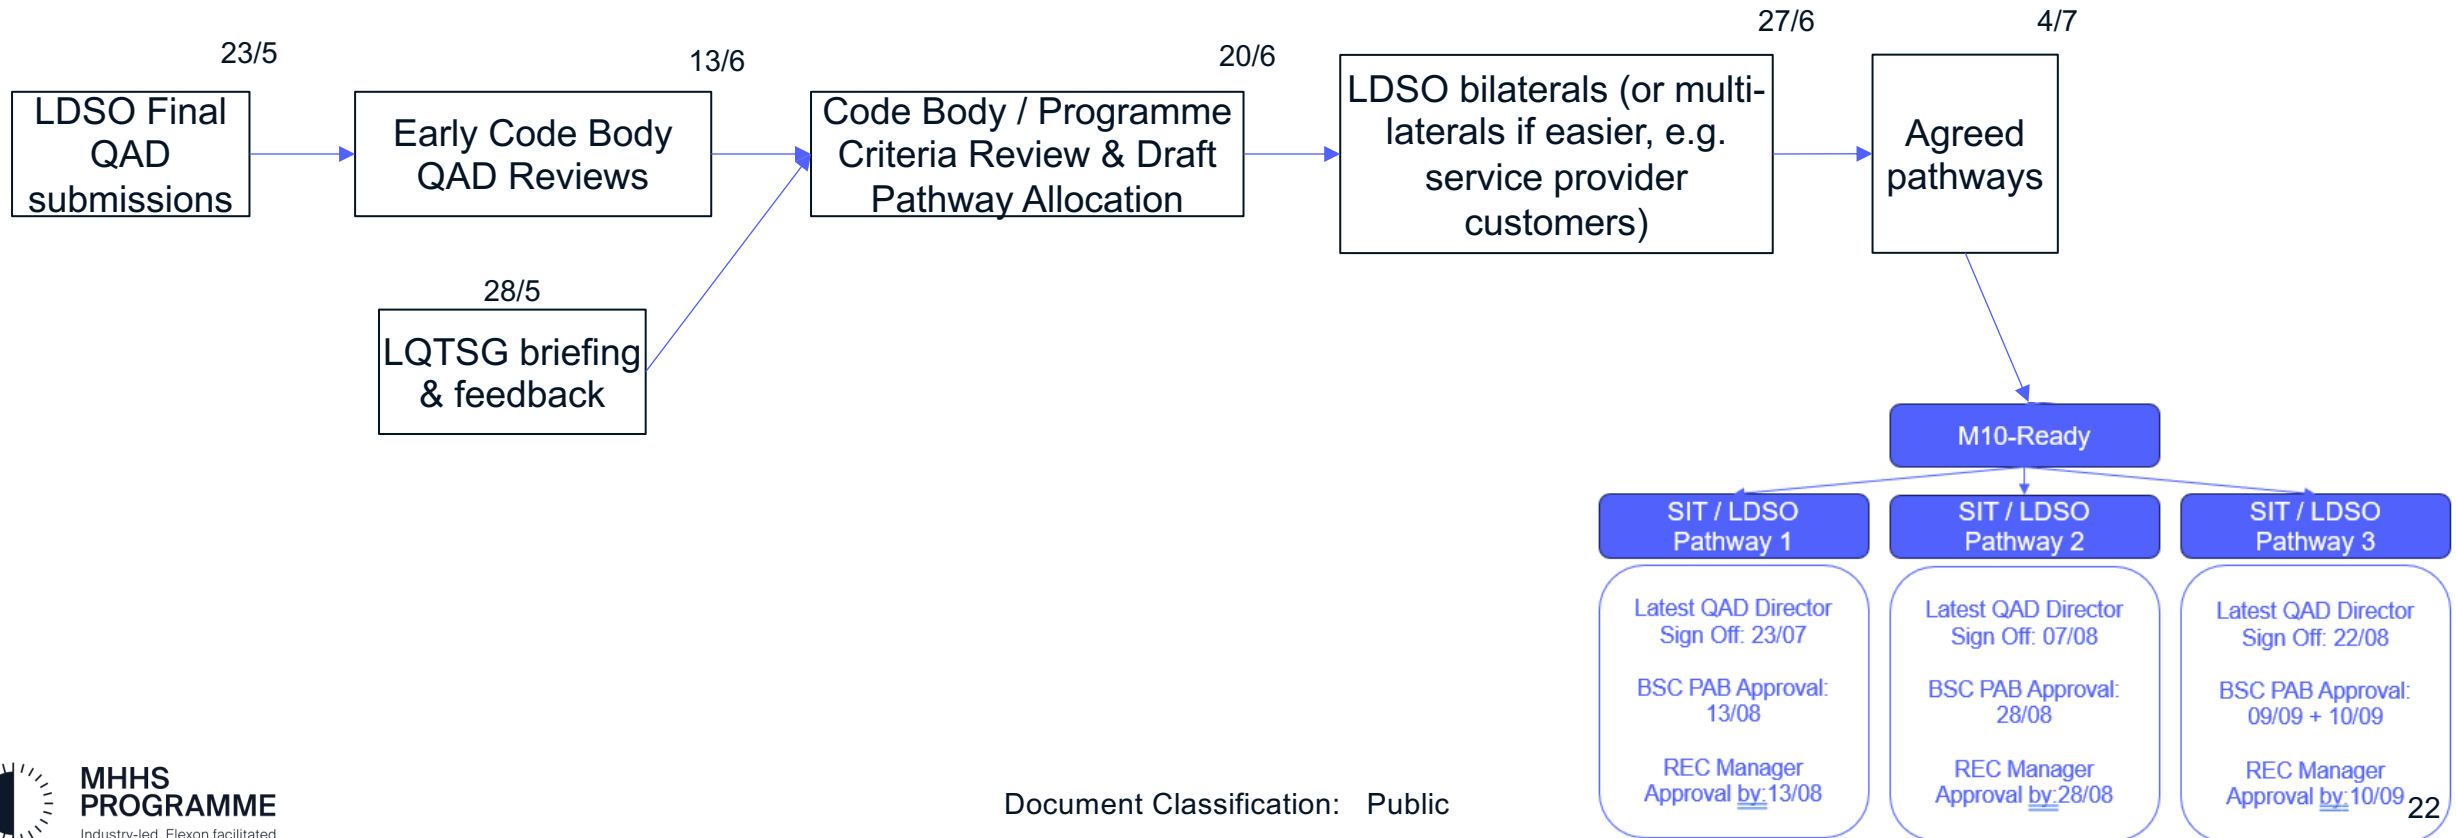 23/5
LDSO Final
QAD
submissions
13/6
Early Code Body
QAD Reviews
28/5
LQTSG briefing
& feedback
20/6
Code Body / Programme
Criteria Review & Draft
Pathway Allocation
27/6
LDSO bilaterals (or multi-
laterals if easier, e.g.
service provider
customers)
4/7
Agreed
pathways
M10-Ready
SIT / LDSO
Pathway 1
Latest QAD Director
Sign Off: 23/07
BSC PAB Approval:
13/08
REC Manager
Approval by:13/08
SIT / LDSO
Pathway 2
Latest QAD Director
Sign Off: 07/08
BSC PAB Approval:
28/08
REC Manager
Approval by:28/08
SIT / LDSO
Pathway 3
Latest QAD Director
Sign Off: 22/08
BSC PAB Approval:
09/09 + 10/09
REC Manager
Approval by:10/09
MHHS
PROGRAMME
Industry-led, Elexon facilitated
Document Classification: Public
22